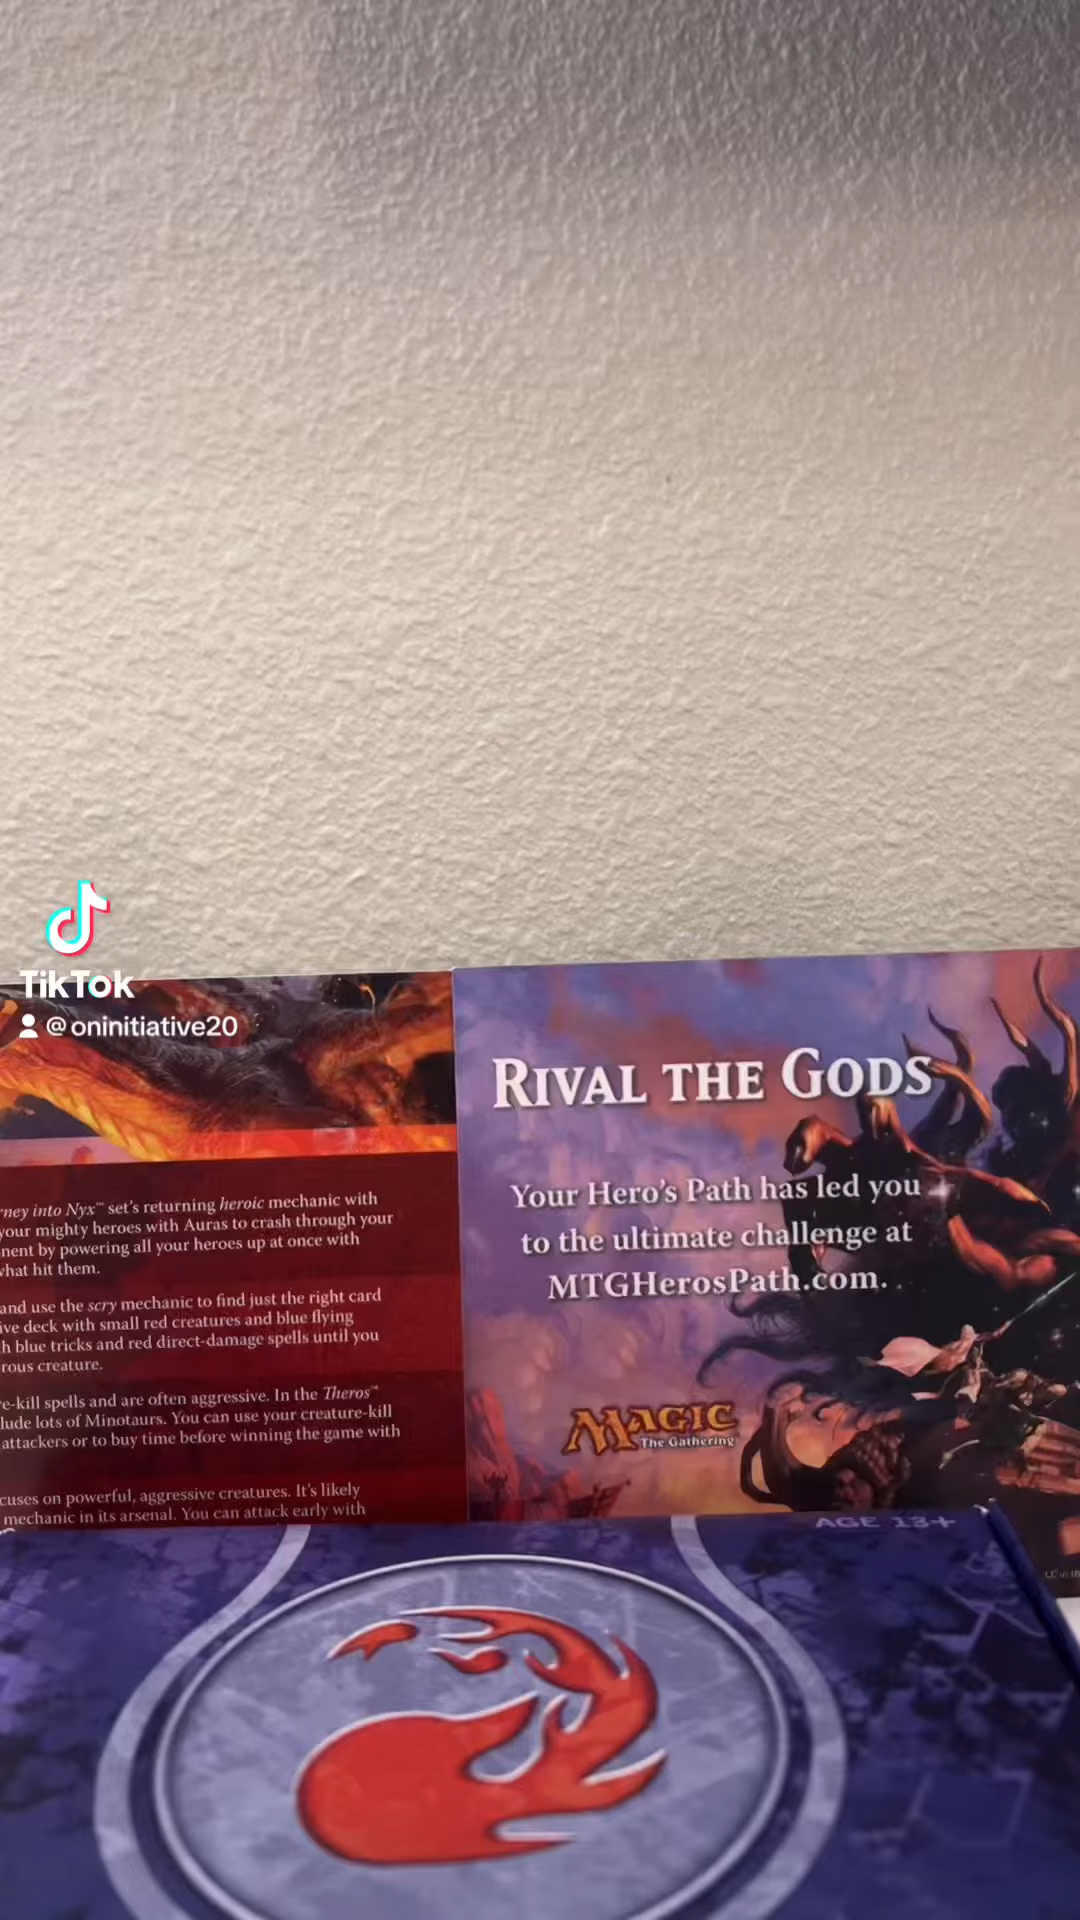 TikTok
@oninitiative20
rney into Nyx™ set's returning heroic mechanic with
your mighty heroes with Auras to crash through your
nent by powering all your heroes up at once with
what hit them.
and use the scry mechanic to find just the right card
ive deck with small red creatures and blue flying
h blue tricks and red direct-damage spells until you
rous creature.
e-kill spells and are often aggressive. In the Theros™
lude lots of Minotaurs. You can use your creature-kill
attackers or to buy time before winning the game with
cuses on powerful, aggressive creatures. It's likely
mechanic in its arsenal. You can attack early with
RIVAL THE GODS
Your Hero's Path has led you
to the ultimate challenge at
MTGHerosPath.com.
MAGIC
The Gathering
AGE 13+